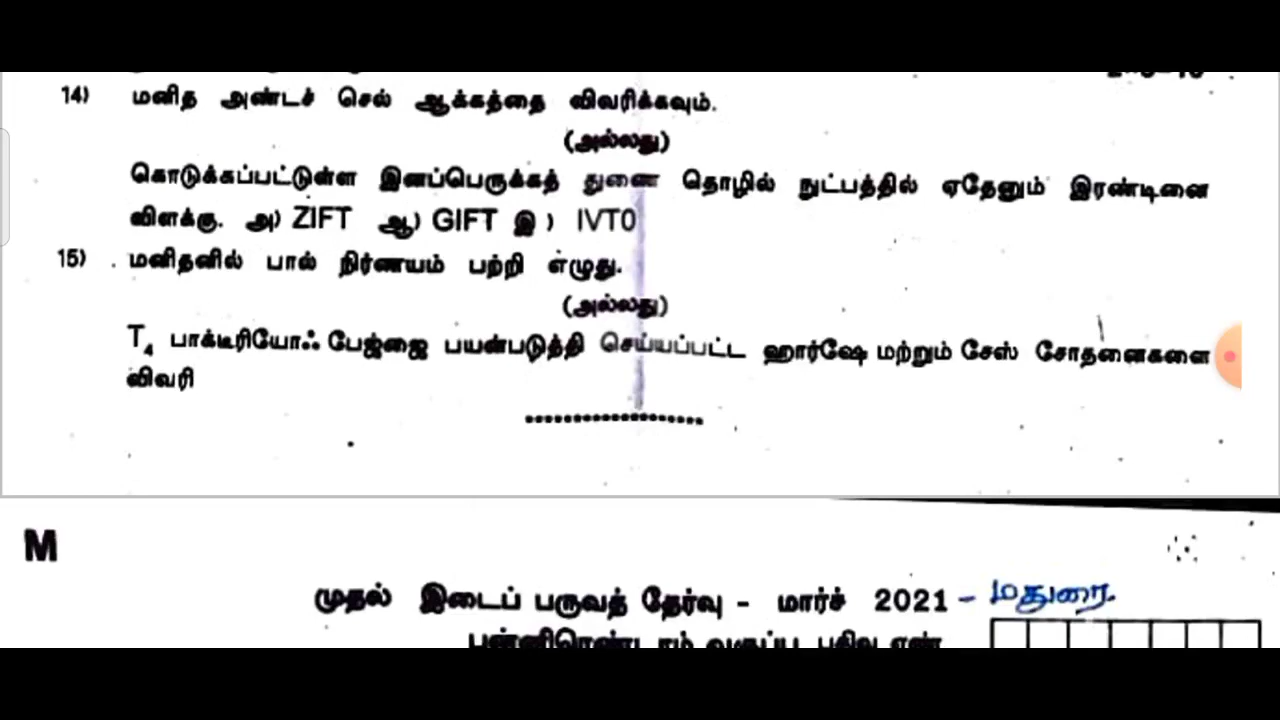 14) மனித அண்டச் செல் ஆக்கத்தை விவரிக்கவும்.
(அல்லது)
கொடுக்கப்பட்டுள்ள இனப்பெருக்கத் துணை தொழில் நுட்பத்தில் ஏதேனும் இரண்டினை
விளக்கு. அ) ZIFT ஆ) GIFT இ ) IVT0
15) . மனிதனில் பால் நிர்ணயம் பற்றி எழுது.
(அல்லது)
T₄ பாக்டீரியோஃபேஜ்ஜை பயன்படுத்தி செய்யப்பட்ட ஹார்ஷே மற்றும் சேஸ் சோதனைகளை
விவரி
M
முதல் இடைப் பருவத் தேர்வு - மார்ச் 2021 - மதுரை.